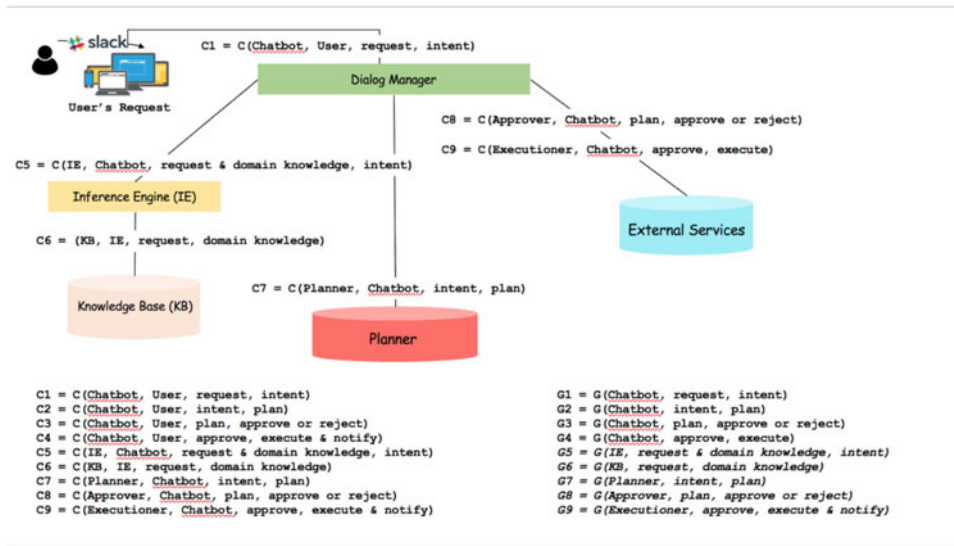 slack
C1 = C(Chatbot, User, request, intent)
Dialog Manager
User's Request
C8 = C(Approver, Chatbot, plan, approve or reject)
C9 = C(Executioner, Chatbot, approve, execute)
C5 = C(IE, Chatbot, request & domain knowledge, intent)
Inference Engine (IE)
External Services
C6 = (KB, IE, request, domain knowledge)
C7 = C(Planner, Chatbot, intent, plan)
Knowledge Base (KB)
Planner
C1 = C(Chatbot, User, request, intent)
C2 = C(Chatbot, User, intent, plan)
C3 = C(Chatbot, User, plan, approve or reject)
C4 = C(Chatbot, User, approve, execute & notify)
C5 = C(IE, Chatbot, request & domain knowledge, intent)
C6 = C(KB, IE, request, domain knowledge)
C7 = C(Planner, Chatbot, intent, plan)
C8 = C(Approver, Chatbot, plan, approve or reject)
C9 = C(Executioner, Chatbot, approve, execute & notify)
G1 = G(Chatbot, request, intent)
G2 = G(Chatbot, intent, plan)
G3 = G(Chatbot, plan, approve or reject)
G4 = G(Chatbot, approve, execute)
G5 = G(IE, request & domain knowledge, intent)
G6 = G(KB, request, domain knowledge)
G7 = G(Planner, intent, plan)
G8 = G(Approver, plan, approve or reject)
G9 = G(Executioner, approve, execute & notify)